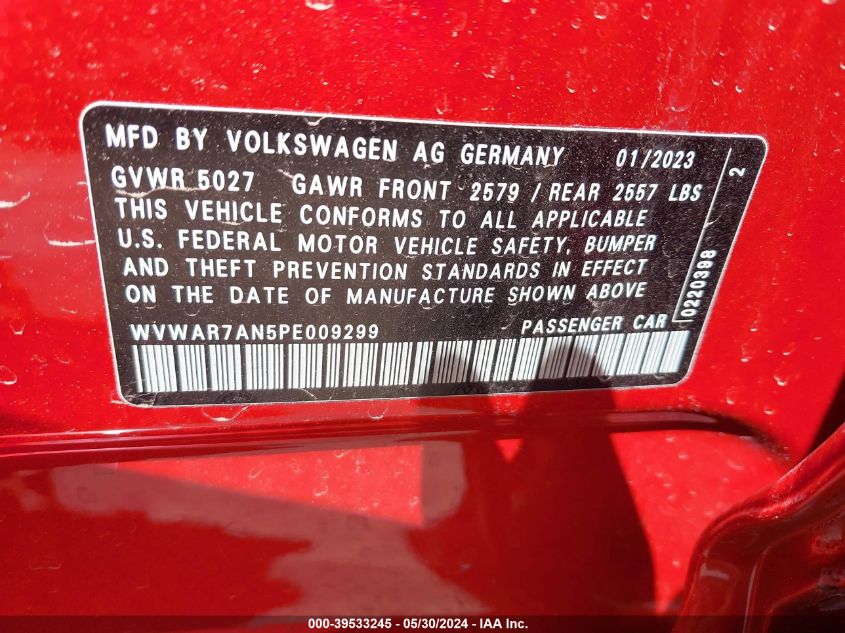 MFD BY VOLKSWAGEN AG GERMANY 01/2023
GVWR 5027 GAWR FRONT 2579 / REAR 2557 LBS
THIS VEHICLE CONFORMS TO ALL APPLICABLE
U.S. FEDERAL MOTOR VEHICLE SAFETY, BUMPER
AND THEFT PREVENTION STANDARDS IN EFFECT
ON THE DATE OF MANUFACTURE SHOWN ABOVE
WVWAR7AN5PE009299 PASSENGER CAR
0220398 2
000-39533245 - 05/30/2024 - IAA Inc.